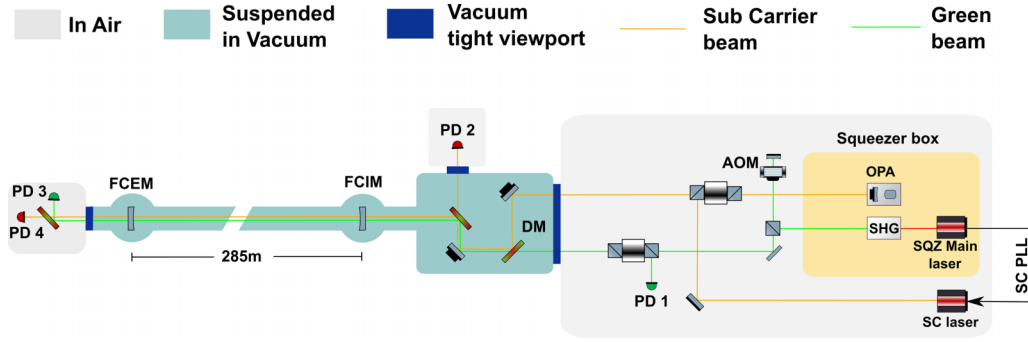 In Air
Suspended
in Vacuum
Vacuum
tight viewport
Sub Carrier
beam
Green
beam
PD 2
Squeezer box
AOM
OPA
PD 3
FCEM
FCIM
PD 4
DM
SHG
SQZ Main
laser
SC PLL
285m
PD 1
SC laser